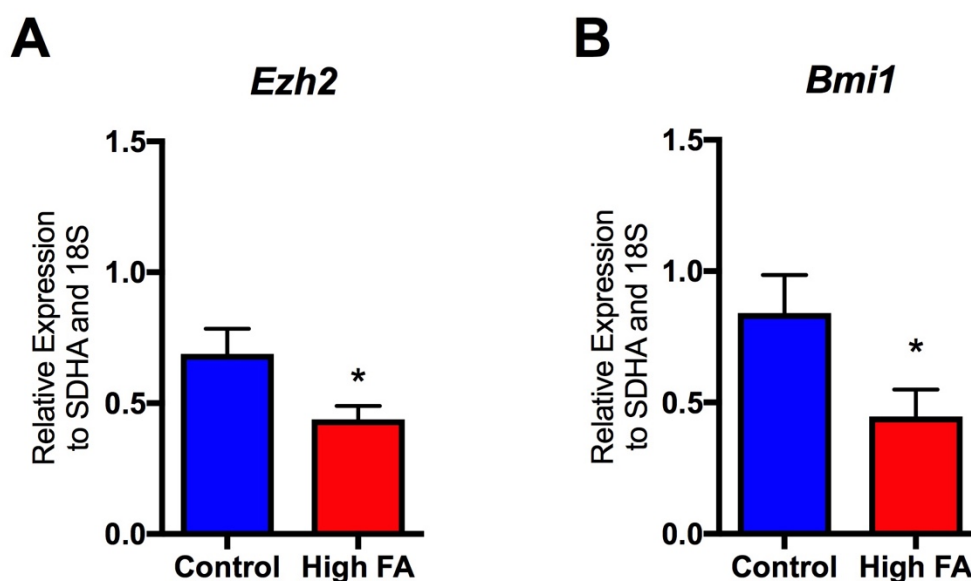 A
Ezh2
Relative Expression
to SDHA and 18S
1.5
1.0
0.5
0.0
*
Control High FA
B
Bmi1
Relative Expression
to SDHA and 18S
1.5
1.0
0.5
0.0
*
Control High FA